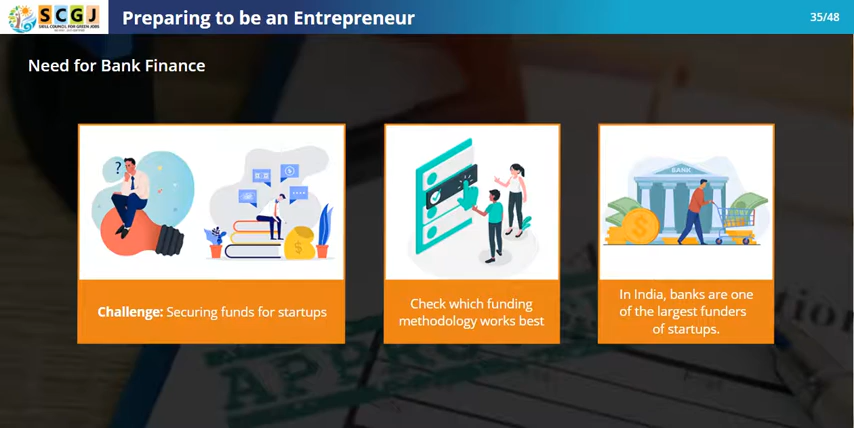 SCGJ
SKILL COUNCIL FOR GREEN JOBS
Preparing to be an Entrepreneur
35/48
Need for Bank Finance
?
BANK
$
$
Challenge: Securing funds for startups
Check which funding
methodology works best
In India, banks are one
of the largest funders
of startups.